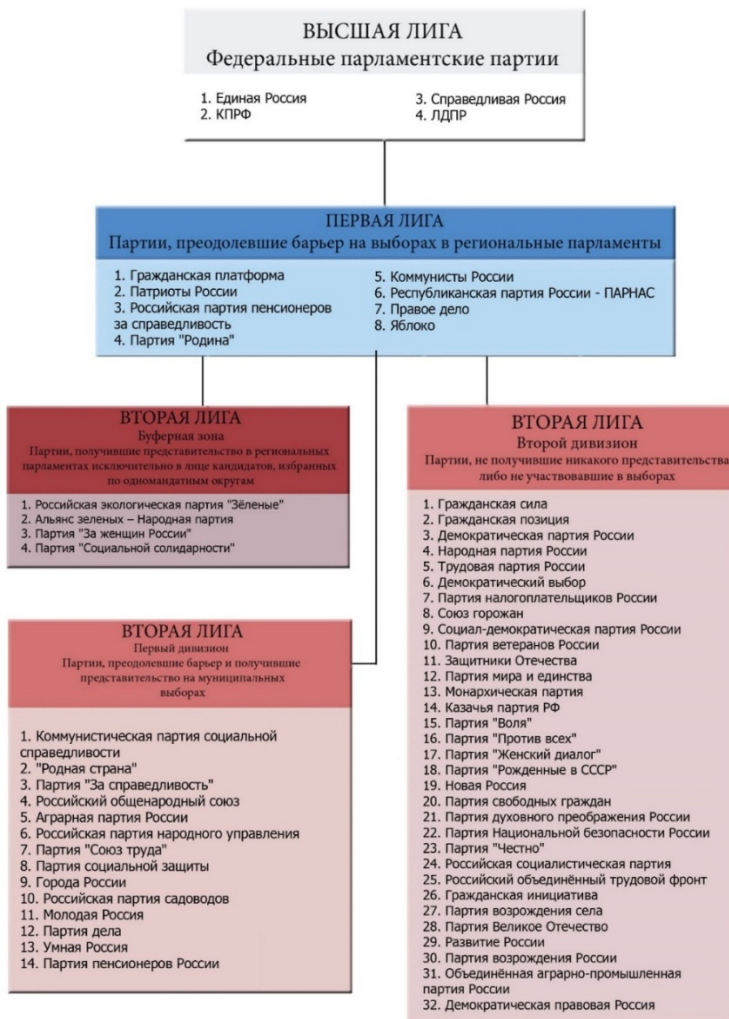 ВЫСШАЯ ЛИГА
Федеральные парламентские партии
1. Единая Россия
2. КПРФ
3. Справедливая Россия
4. ЛДПР
ПЕРВАЯ ЛИГА
Партии, преодолевшие барьер на выборах в региональные парламенты
1. Гражданская платформа
2. Патриоты России
3. Российская партия пенсионеров
за справедливость
4. Партия "Родина"
5. Коммунисты России
6. Республиканская партия России - ПАРНАС
7. Правое дело
8. Яблоко
ВТОРАЯ ЛИГА
Буферная зона
Партии, получившие представительство в региональных
парламентах исключительно в лице кандидатов, избранных
по одномандатным округам
1. Российская экологическая партия "Зёленые"
2. Альянс зеленых – Народная партия
3. Партия "За женщин России"
4. Партия "Социальной солидарности"
ВТОРАЯ ЛИГА
Первый дивизион
Партии, преодолевшие барьер и получившие
представительство на муниципальных
выборах
1. Коммунистическая партия социальной
справедливости
2. "Родная страна"
3. Партия "За справедливость"
4. Российский общенародный союз
5. Аграрная партия России
6. Российская партия народного управления
7. Партия "Союз труда"
8. Партия социальной защиты
9. Города России
10. Российская партия садоводов
11. Молодая Россия
12. Партия дела
13. Умная Россия
14. Партия пенсионеров России
ВТОРАЯ ЛИГА
Второй дивизион
Партии, не получившие никакого представительства
либо не участвовавшие в выборах
1. Гражданская сила
2. Гражданская позиция
3. Демократическая партия России
4. Народная партия России
5. Трудовая партия России
6. Демократический выбор
7. Партия налогоплательщиков России
8. Союз горожан
9. Социал-демократическая партия России
10. Партия ветеранов России
11. Защитники Отечества
12. Партия мира и единства
13. Монархическая партия
14. Казачья партия РФ
15. Партия "Воля"
16. Партия "Против всех"
17. Партия "Женский диалог"
18. Партия "Рожденные в СССР"
19. Новая Россия
20. Партия свободных граждан
21. Партия духовного преображения России
22. Партия Национальной безопасности России
23. Партия "Честно"
24. Российская социалистическая партия
25. Российский объединённый трудовой фронт
26. Гражданская инициатива
27. Партия возрождения села
28. Партия Великое Отечество
29. Развитие России
30. Партия возрождения России
31. Объединённая аграрно-промышленная
партия России
32. Демократическая правовая Россия